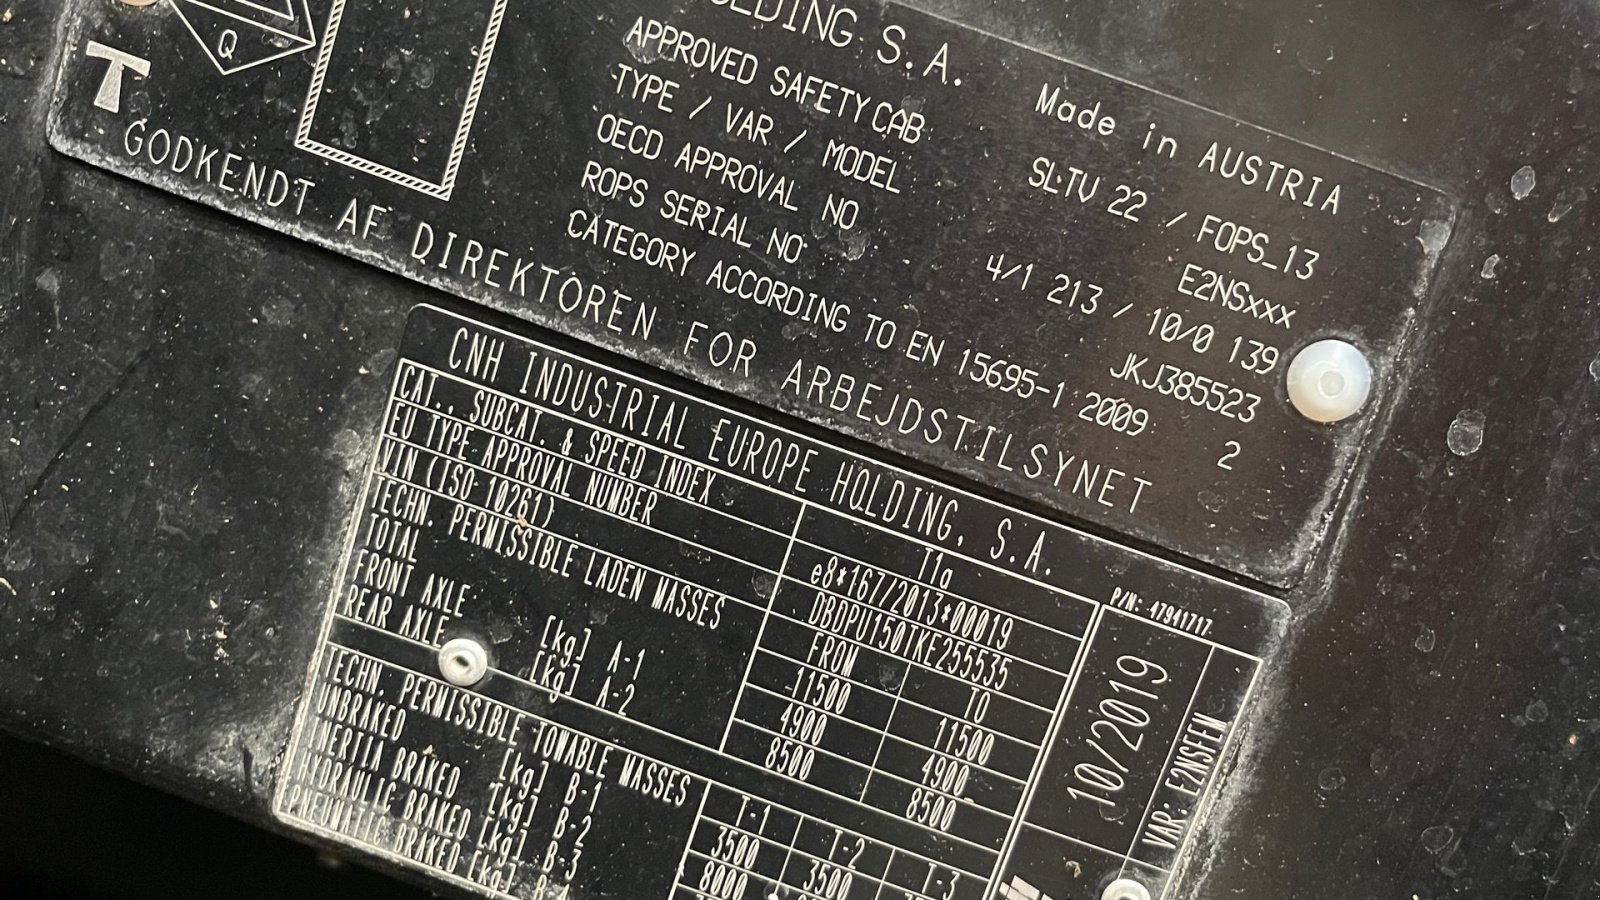 Q
T
HOLDING S.A.
Made in AUSTRIA
APPROVED SAFETY CAB SLTV 22 / FOPS_13
TYPE / VAR / MODEL E2NSxxx
OECD APPROVAL NO 4/1 213 / 10/0 139
ROPS SERIAL NO JKJ385523
CATEGORY ACCORDING TO EN 15695-1 2009 2
GODKENDT AF DIREKTOREN FOR ARBEJDSTILSYNET
CNH INDUSTRIAL EUROPE HOLDING, S.A.
P/N: 47941717
CAT., SUBCAT. & SPEED INDEX T1a
EU TYPE APPROVAL NUMBER e8*167/2013*00019
VIN (ISO 10261) DBDPU150TKE255535
TECHN. PERMISSIBLE LADEN MASSES FROM TO
TOTAL 11500 11500
FRONT AXLE [kg] A-1 4900 4900
REAR AXLE [kg] A-2 8500 8500
TECHN. PERMISSIBLE TOWABLE MASSES T-1 T-2 T-3
UNBRAKED [kg] B-1 3500 3500
INERTIA BRAKED [kg] B-2 8000
HYDRAULIC BRAKED [kg] B-3
PNEUMATIC BRAKED [kg]
10/2019
VAR: E2NSFEM